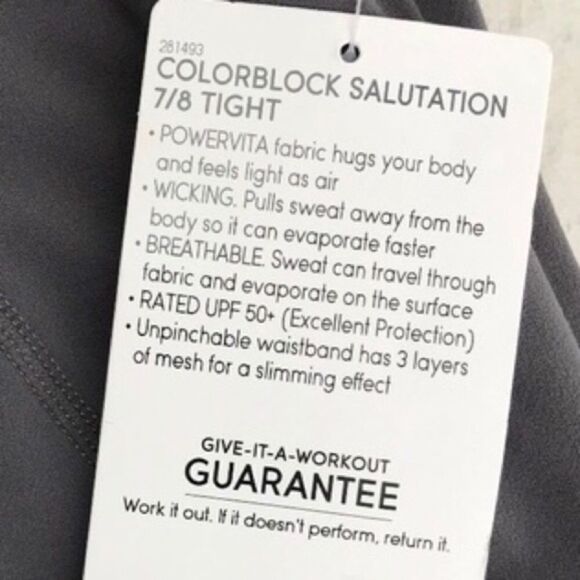 281493
COLORBLOCK SALUTATION
7/8 TIGHT
• POWERVITA fabric hugs your body
and feels light as air
• WICKING. Pulls sweat away from the
body so it can evaporate faster
• BREATHABLE. Sweat can travel through
fabric and evaporate on the surface
• RATED UPF 50+ (Excellent Protection)
• Unpinchable waistband has 3 layers
of mesh for a slimming effect
GIVE-IT-A-WORKOUT
GUARANTEE
Work it out. If it doesn't perform, return it.